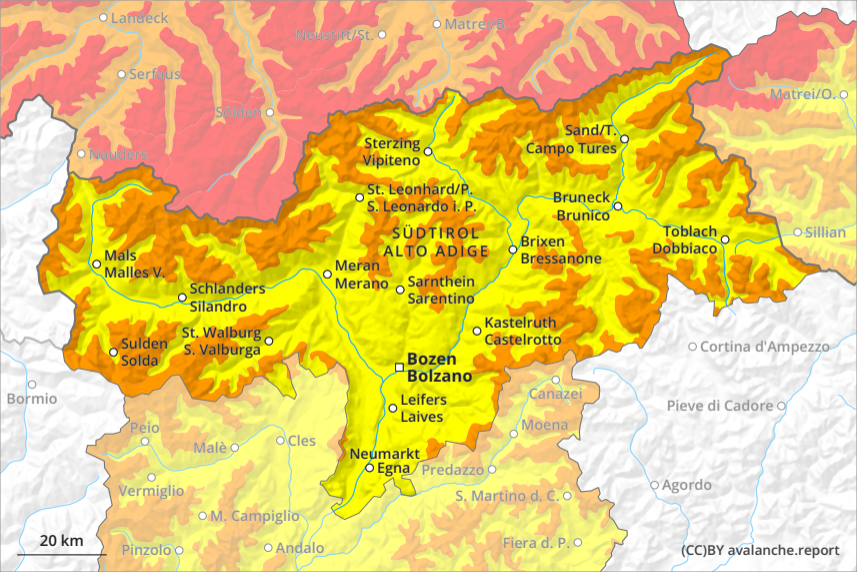 Landeck
Matrei/B.
Neustift/St.
Serfaus
Matrei/O.
Sölden
Sand/T.
Campo Tures
Sterzing
Vipiteno
Nauders
St. Leonhard/P.
S. Leonardo i. P.
Bruneck
Brunico
SÜDTIROL
ALTO ADIGE
Toblach
Dobbiaco
Sillian
Brixen
Bressanone
Mals
Malles V.
Meran
Merano
Sarnthein
Sarentino
Schlanders
Silandro
Kastelruth
Castelrotto
St. Walburg
S. Valburga
Sulden
Solda
Cortina d'Ampezzo
Bozen
Bolzano
Bormio
Canazei
Leifers
Laives
Pieve di Cadore
Peio
Moena
Malè
Cles
Neumarkt
Egna
Predazzo
Vermiglio
Agordo
S. Martino d. C.
M. Campiglio
20 km
Pinzolo
Andalo
Fiera d. P.
(CC)BY avalanche.report